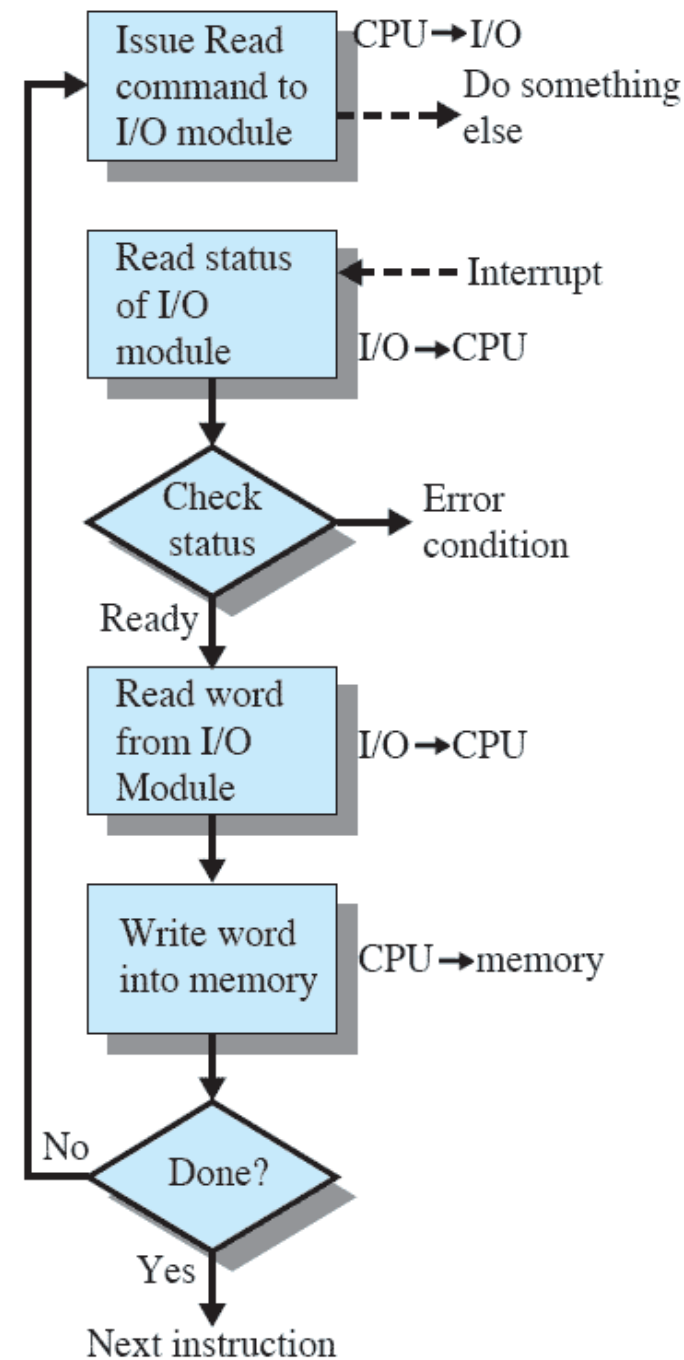 Issue Read
command to
I/O module
CPU→I/O
Do something
else
Read status
of I/O
module
Interrupt
I/O→CPU
Check
status
Error
condition
Ready
Read word
from I/O
Module
I/O→CPU
Write word
into memory
CPU→memory
No
Done?
Yes
Next instruction